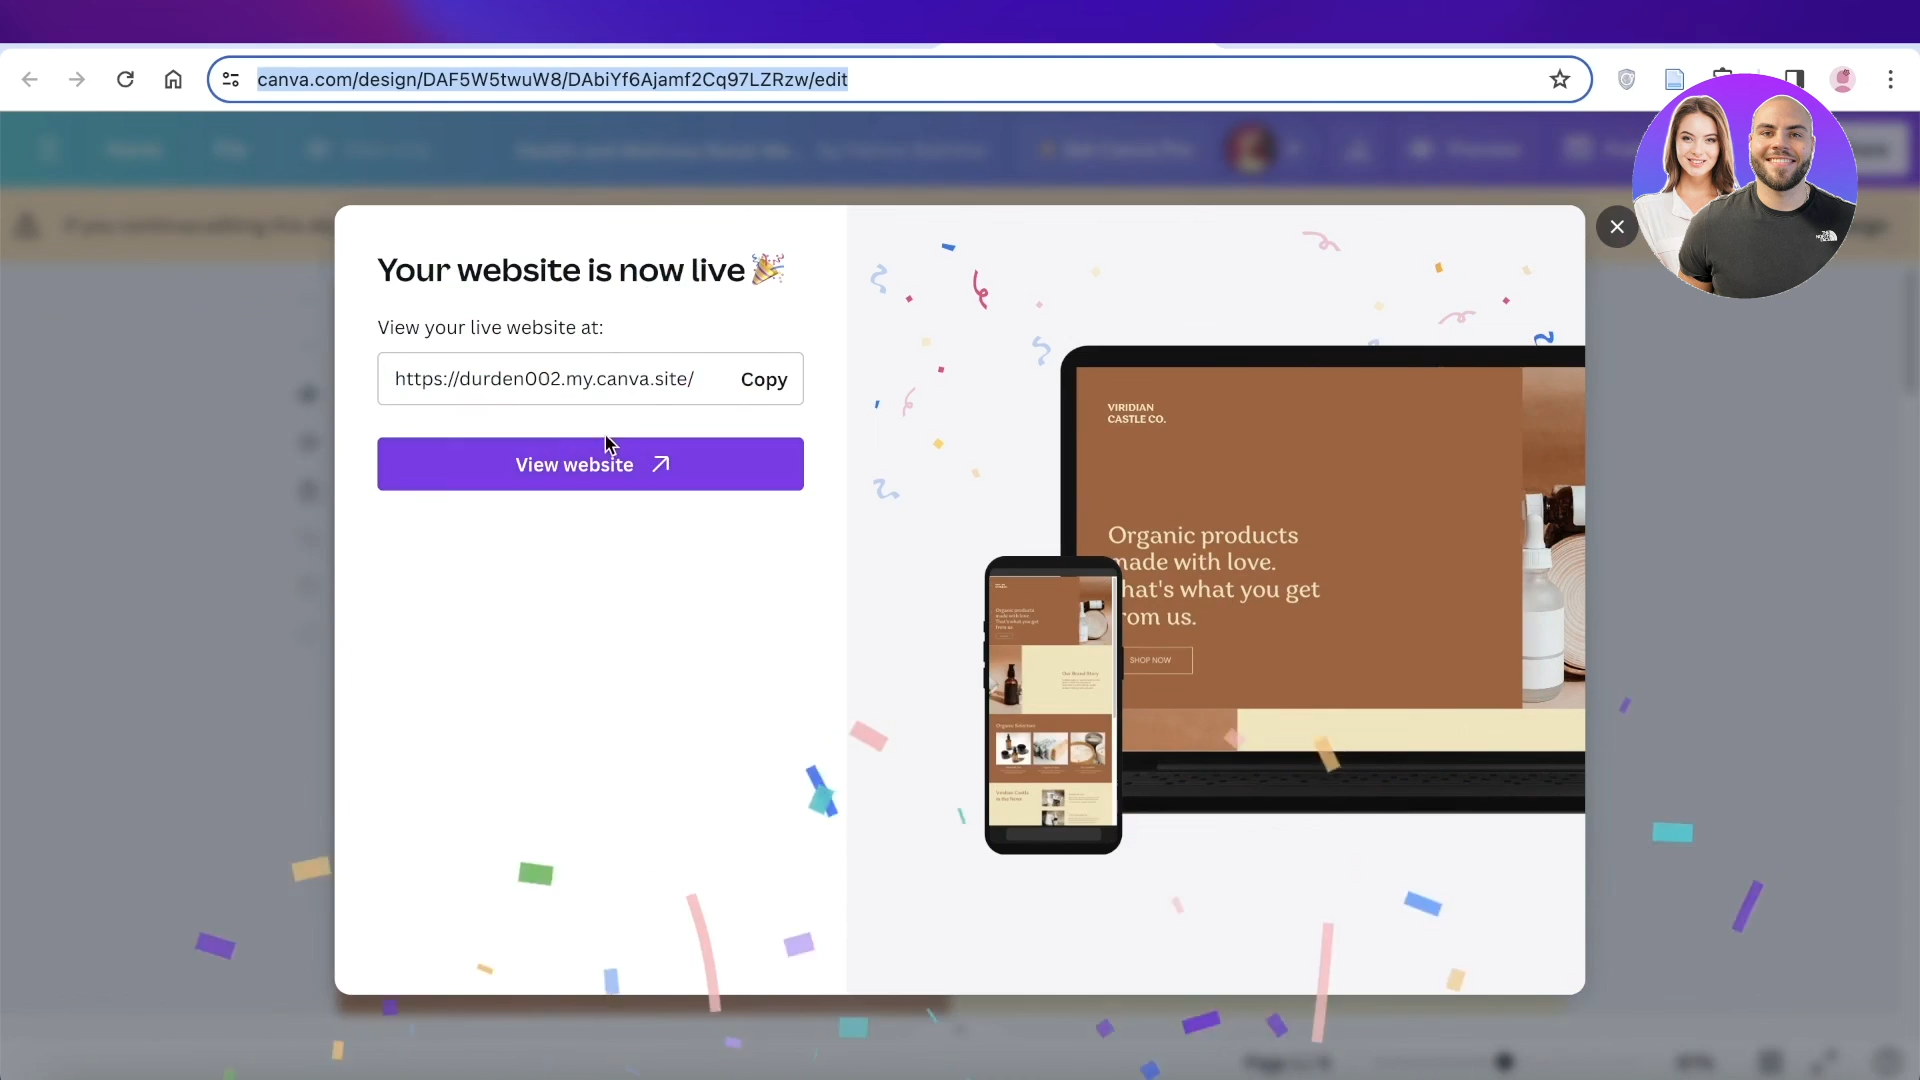 canva.com/design/DAF5W5twuW8/DAbiYf6Ajamf2Cq97LZRzw/edit
Your website is now live
View your live website at:
https://durden002.my.canva.site/
Copy
View website
VIRIDIAN
CASTLE CO.
Organic products
made with love.
That's what you get
from us.
SHOP NOW